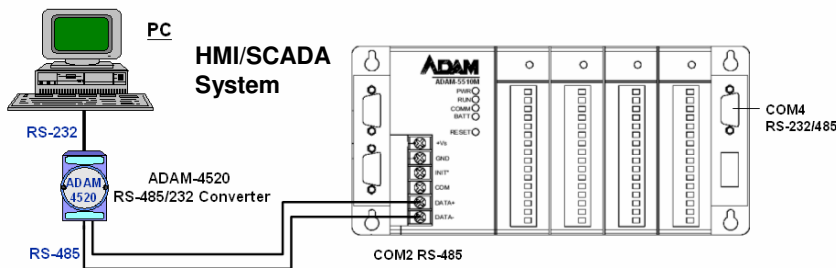 PC
HMI/SCADA
System
RS-232
ADAM
4520
ADAM-4520
RS-485/232 Converter
RS-485
ADAM
ADAM-5510M
PWR
RUN
COMM
BATT
RESET
+Vs
GND
INIT*
COM
DATA+
DATA-
COM2 RS-485
COM4
RS-232/485